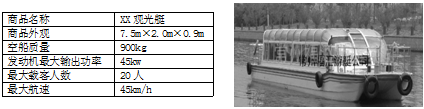 商品名称 XX 观光艇
商品外观 7.5m×2.0m×0.9m
空船质量 900kg
发动机最大输出功率 45kw
最大载客人数 20 人
最大航速 45km/h